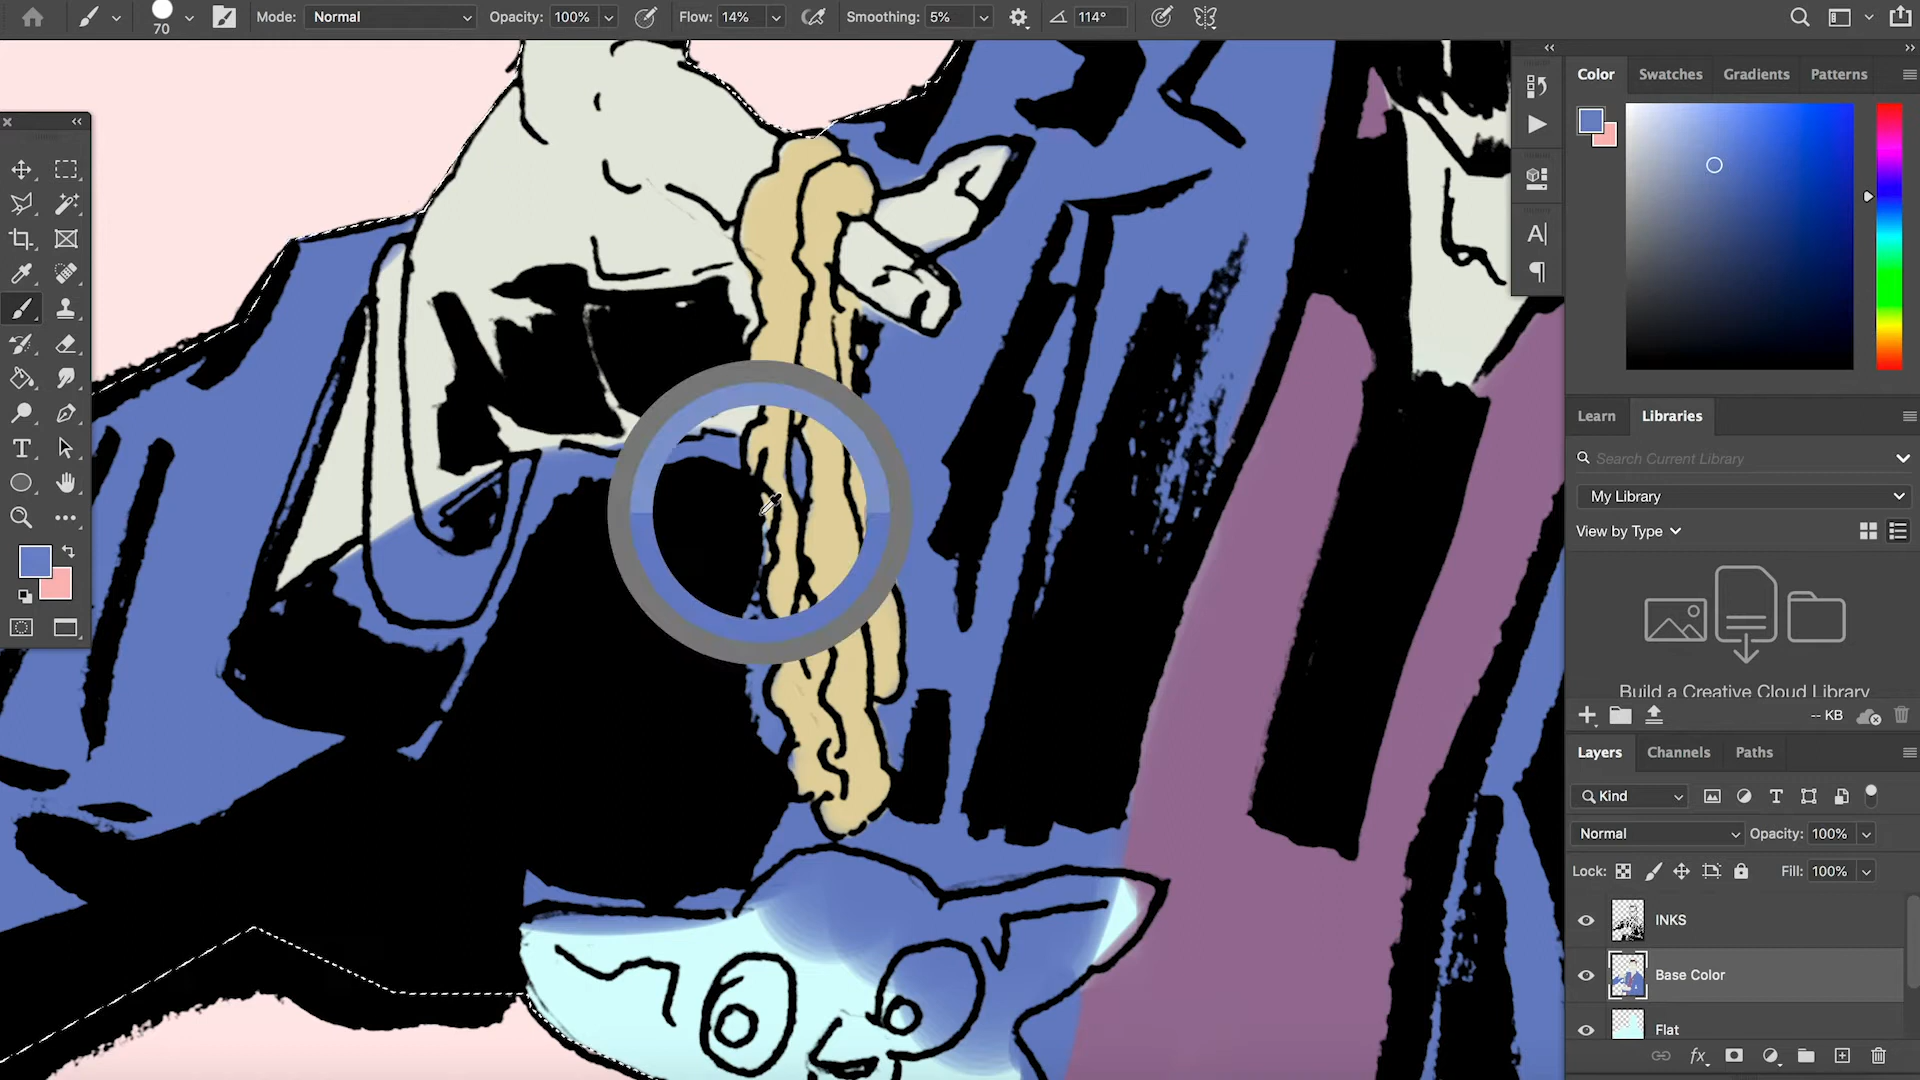 Mode: Normal Opacity: 100% Flow: 14% Smoothing: 5% 114°
70
Color Swatches Gradients Patterns
Learn Libraries
Search Current Library
My Library
View by Type
Build a Creative Cloud Library
-- KB
Layers Channels Paths
Kind
Normal Opacity: 100%
Lock: Fill: 100%
INKS
Base Color
Flat